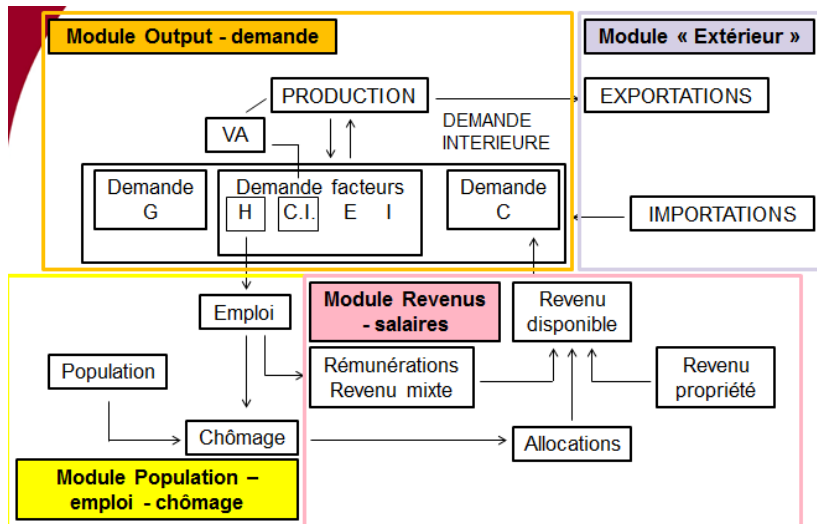 Module Output - demande
Module « Extérieur »
PRODUCTION
EXPORTATIONS
VA
DEMANDE
INTERIEURE
Demande
G
Demande facteurs
H C.I. E I
Demande
C
IMPORTATIONS
Emploi
Module Revenus
- salaires
Revenu
disponible
Population
Rémunérations
Revenu mixte
Revenu
propriété
Chômage
Allocations
Module Population –
emploi - chômage